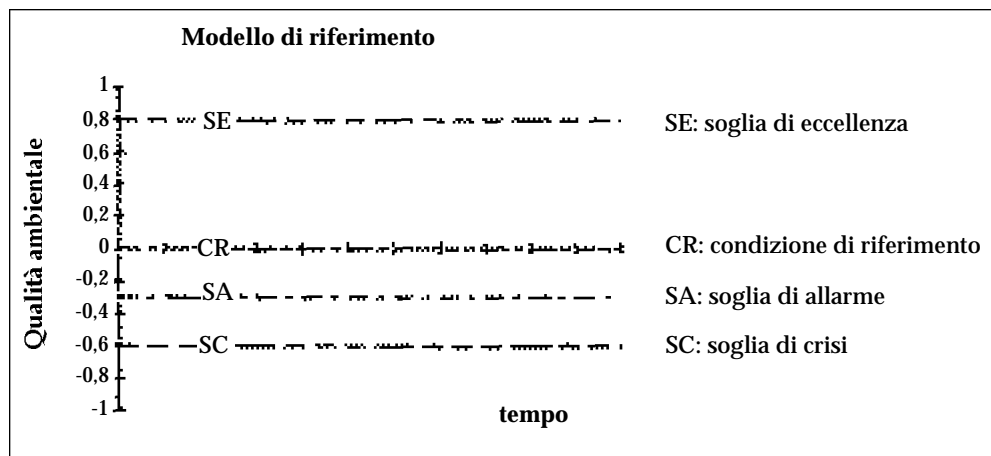 Modello di riferimento
Qualità ambientale
1
0,8
0,6
0,4
0,2
0
-0,2
-0,4
-0,6
-0,8
-1
SE
CR
SA
SC
tempo
SE: soglia di eccellenza
CR: condizione di riferimento
SA: soglia di allarme
SC: soglia di crisi